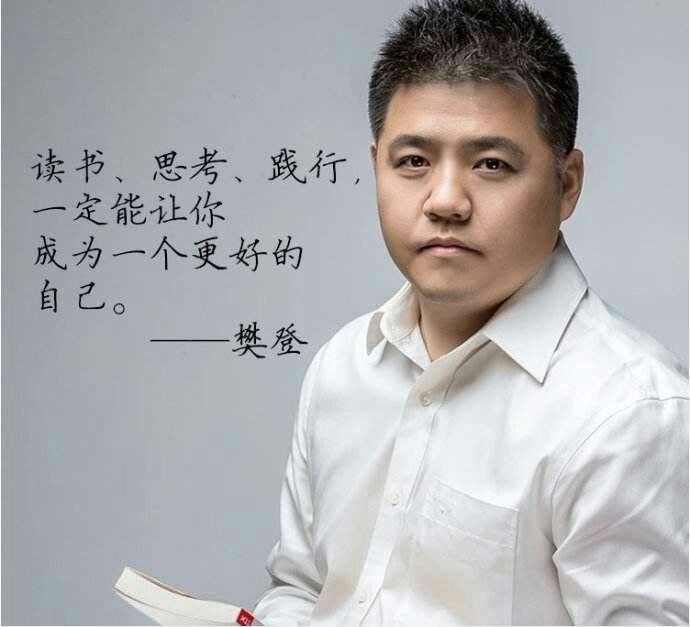 读书、思考、践行，
一定能让你
成为一个更好的
自己。
——樊登